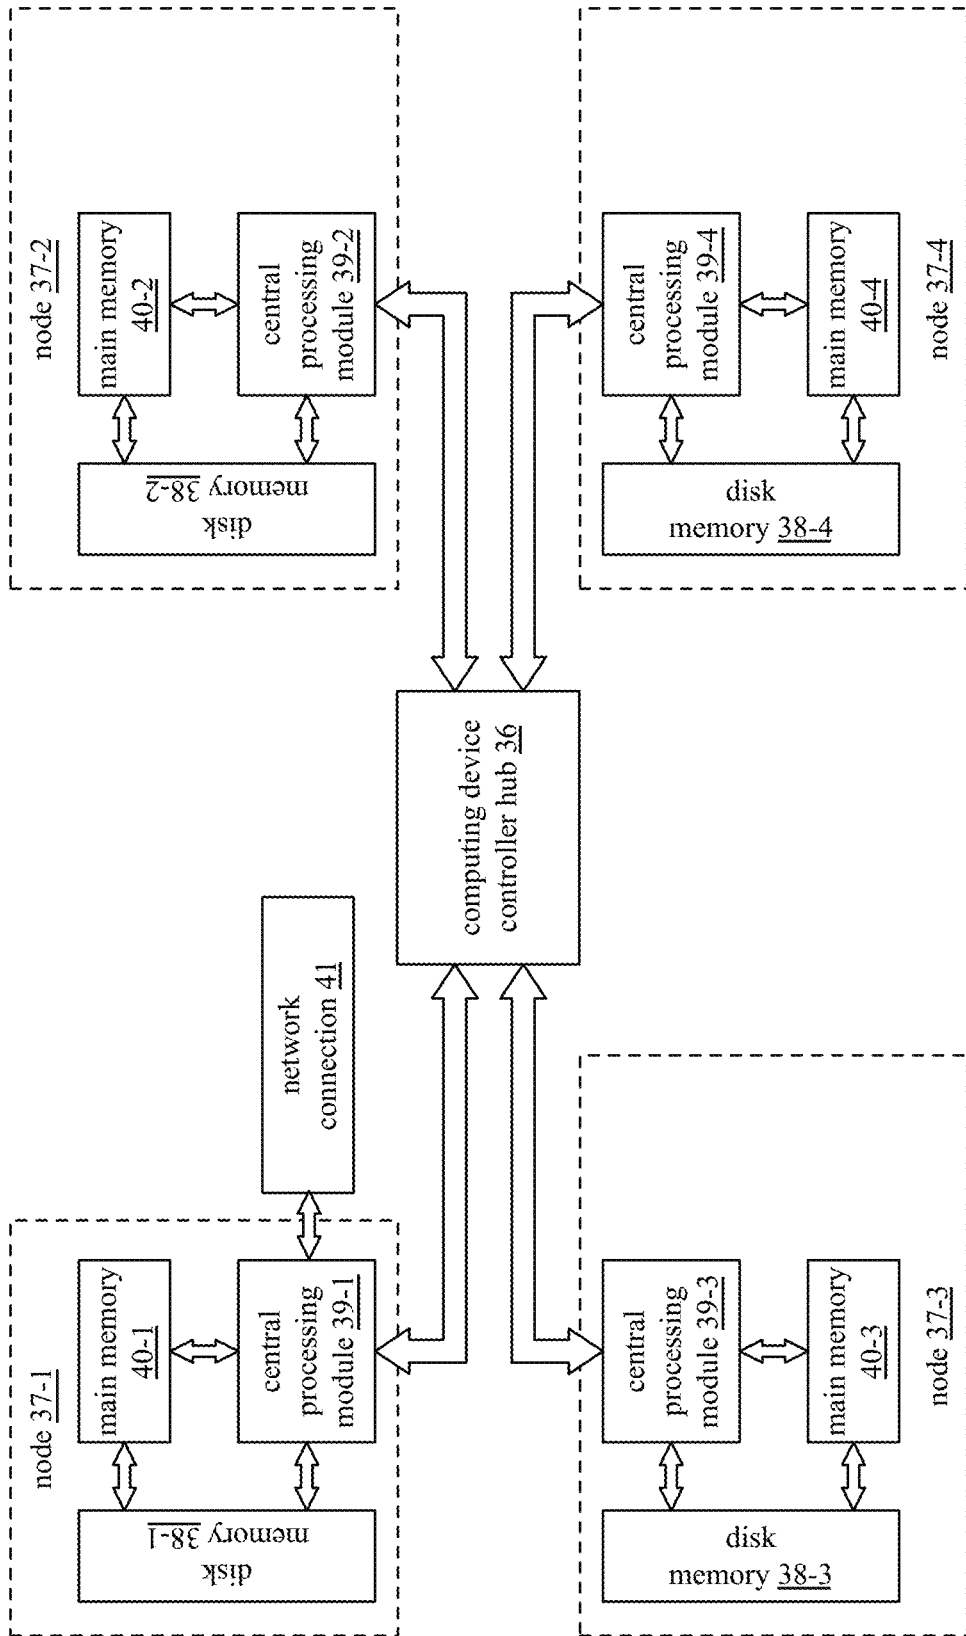 node 37-1
main memory
40-1
central
processing
module 39-1
disk
memory 38-1
network
connection 41
node 37-2
main memory
40-2
central
processing
module 39-2
disk
memory 38-2
computing device
controller hub 36
central
processing
module 39-3
main memory
40-3
disk
memory 38-3
node 37-3
central
processing
module 39-4
main memory
40-4
disk
memory 38-4
node 37-4